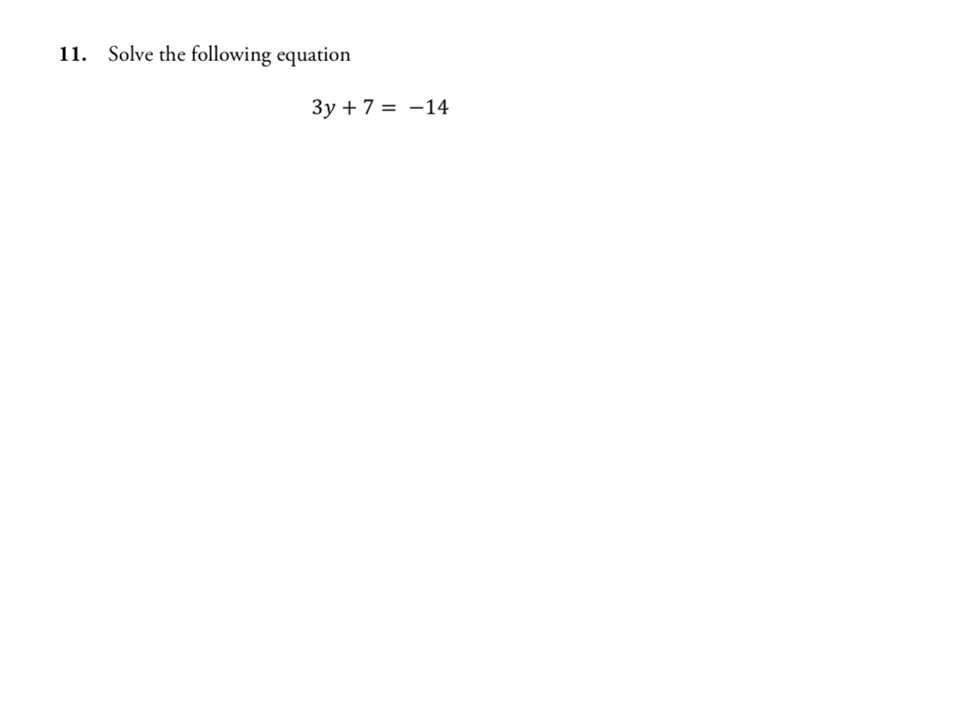 11. Solve the following equation
3y + 7 = −14